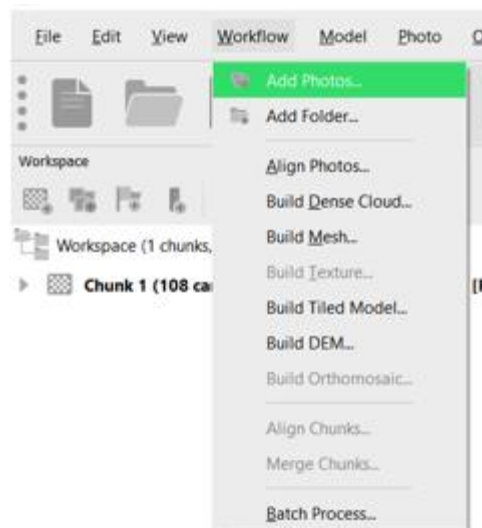 File Edit View Workflow Model Photo
Add Photos...
Add Folder...
Workspace
Align Photos...
Build Dense Cloud...
Workspace (1 chunks,
Build Mesh...
Build Texture...
Chunk 1 (108 ca
Build Tiled Model...
Build DEM...
Build Orthomosaic...
Align Chunks...
Merge Chunks...
Batch Process...